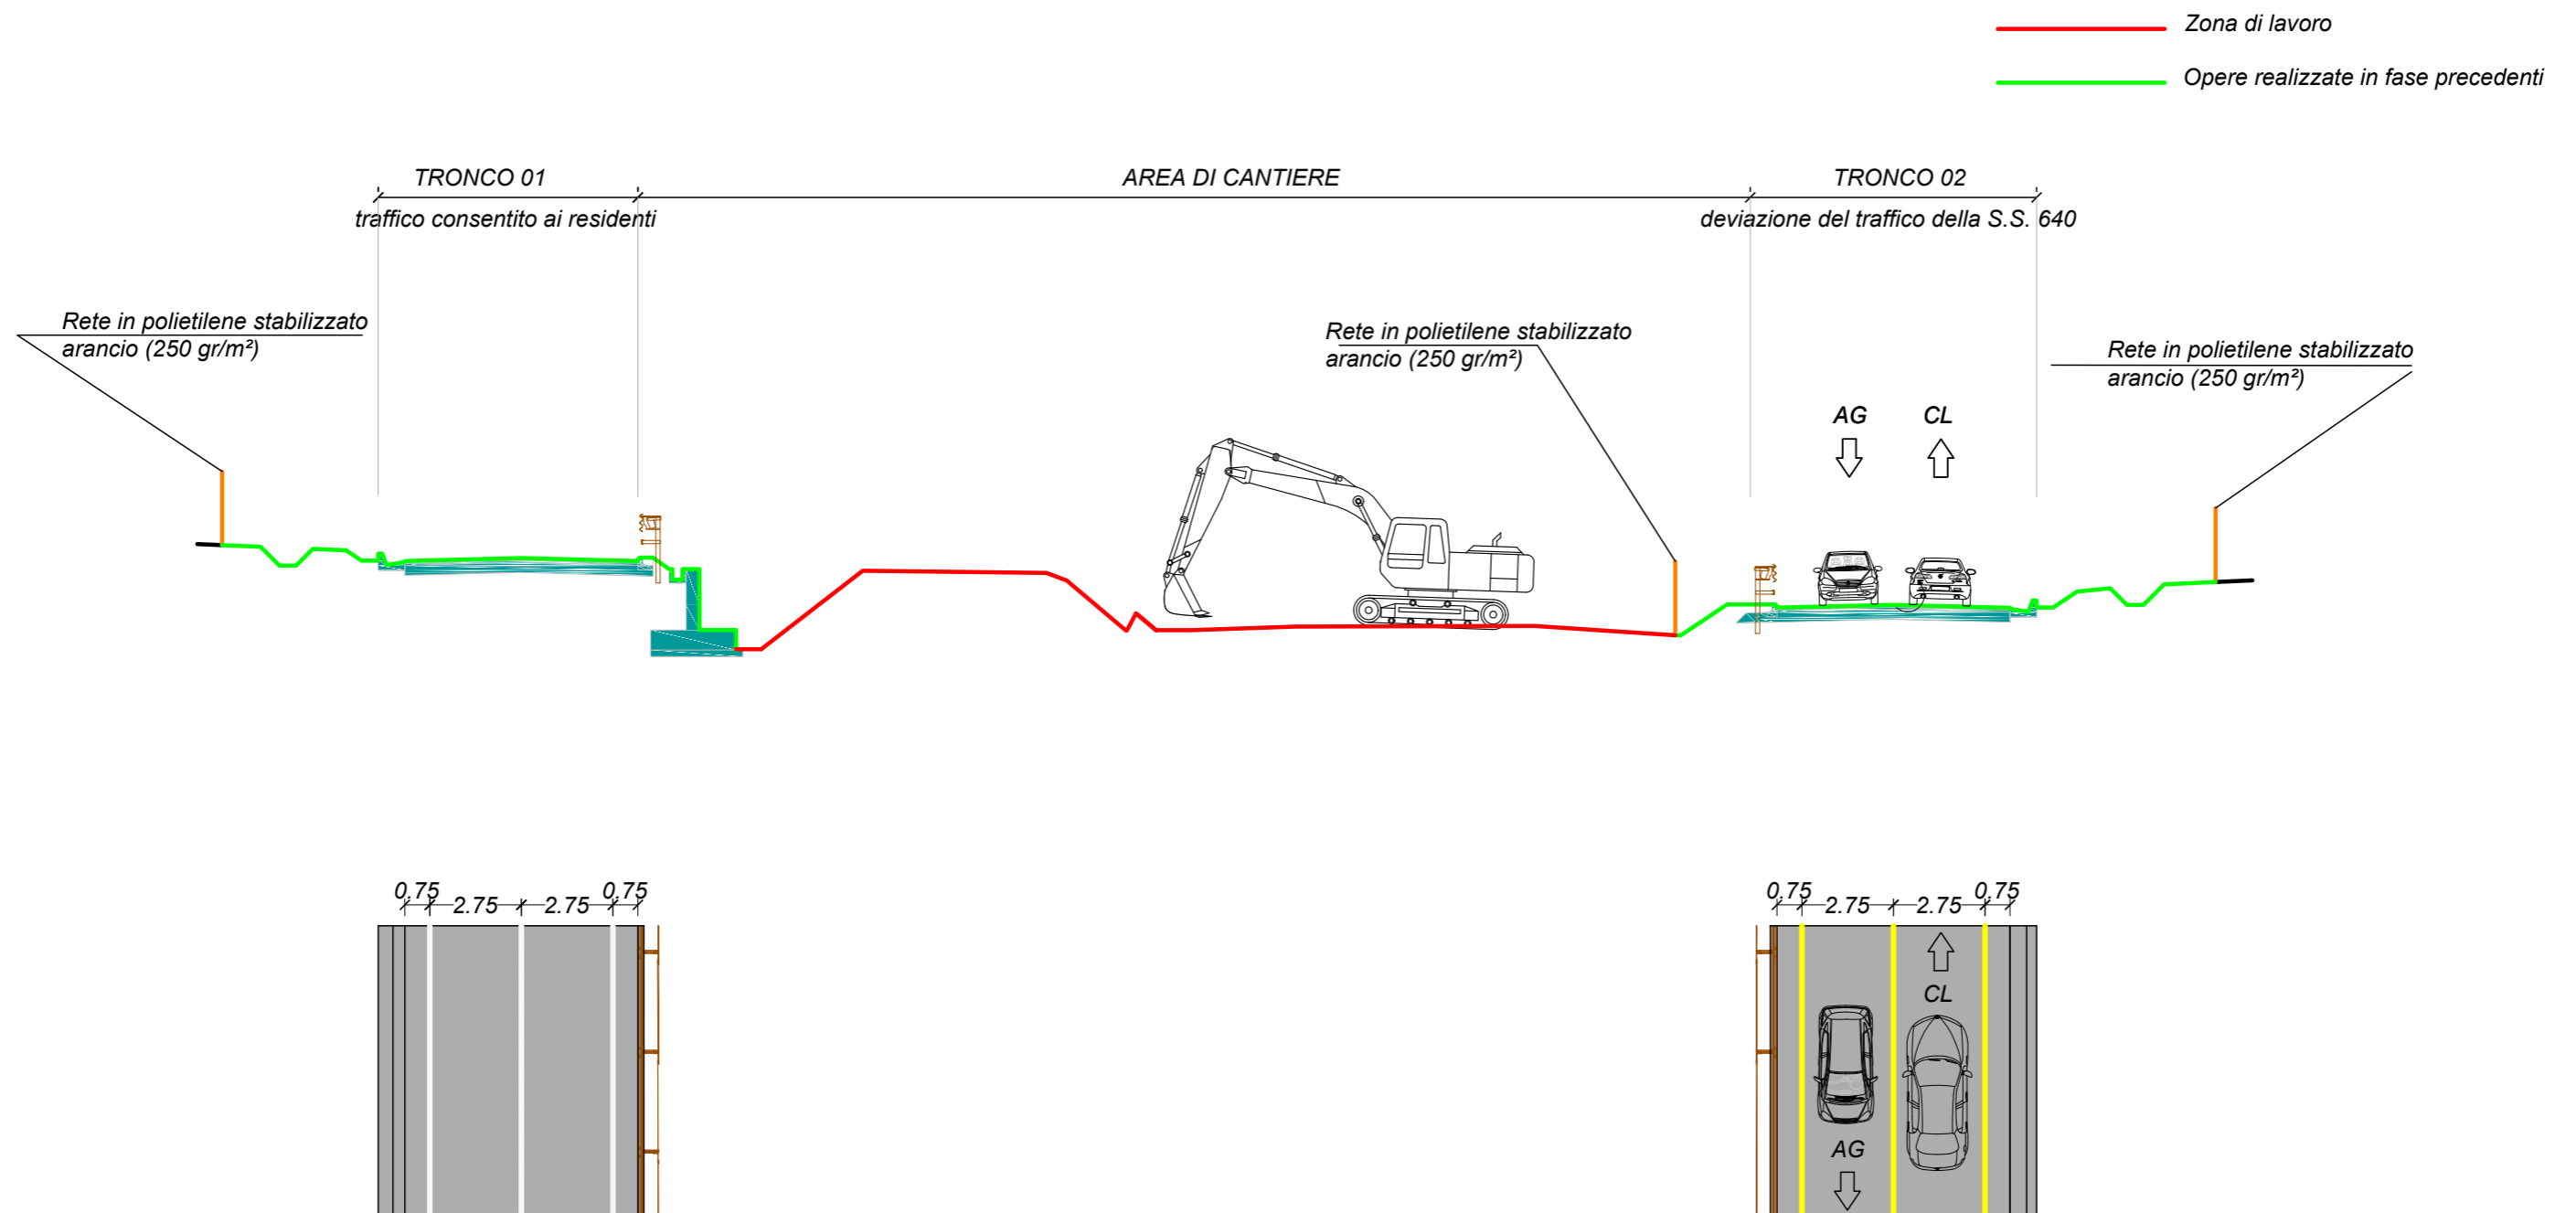 Zona di lavoro
Opere realizzate in fase precedenti
TRONCO 01
AREA DI CANTIERE
TRONCO 02
traffico consentito ai residenti
deviazione del traffico della S.S. 640
Rete in polietilene stabilizzato
arancio (250 gr/m²)
Rete in polietilene stabilizzato
arancio (250 gr/m²)
Rete in polietilene stabilizzato
arancio (250 gr/m²)
AG
CL
0.75
2.75
2.75
0.75
0.75
2.75
2.75
0.75
CL
AG